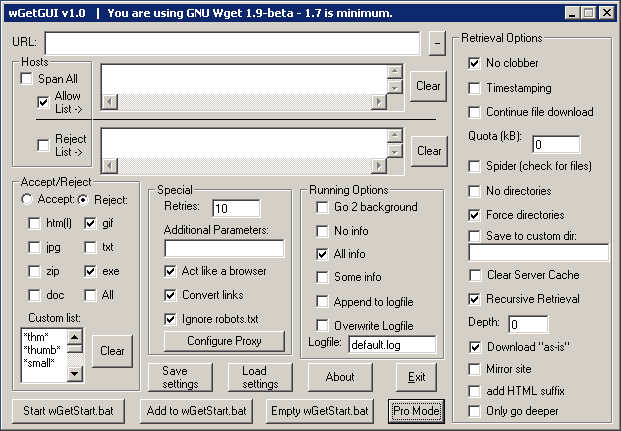 wGetGUI v1.0 | You are using GNU Wget 1.9-beta - 1.7 is minimum.
URL:
-
Hosts
Span All
Allow
List ->
Clear
Reject
List ->
Clear
Accept/Reject
Accept:
Reject:
htm(l)
gif
jpg
txt
zip
exe
doc
All
Custom list:
*thm*
*thumb*
*small*
Clear
Special
Retries:
10
Additional Parameters:
Act like a browser
Convert links
Ignore robots.txt
Configure Proxy
Running Options
Go 2 background
No info
All info
Some info
Append to logfile
Overwrite Logfile
Logfile:
default.log
Retrieval Options
No clobber
Timestamping
Continue file download
Quota (kB):
0
Spider (check for files)
No directories
Force directories
Save to custom dir:
Clear Server Cache
Recursive Retrieval
Depth:
0
Download "as-is"
Mirror site
add HTML suffix
Only go deeper
Save
settings
Load
settings
About
Exit
Start wGetStart.bat
Add to wGetStart.bat
Empty wGetStart.bat
Pro Mode